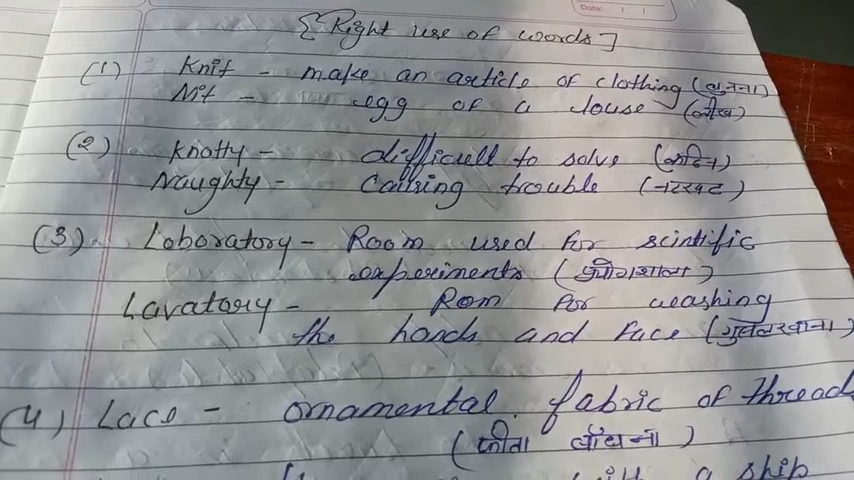 Date:
{Right use of words}
(1) Knit - make an article of clothing (बुनना)
Nit - egg of a louse (लीख)
(2) Knotty - difficult to solve (कठिन)
Naughty - Causing trouble (नटखट)
(3) Loboratory - Room used for scintific
experiments (प्रयोगशाला)
Lavatory - Rom for washing
the hands and face (गुसलखाना)
(4) Lace - ornamental fabric of thread
(फीता बाँधना)
a ship